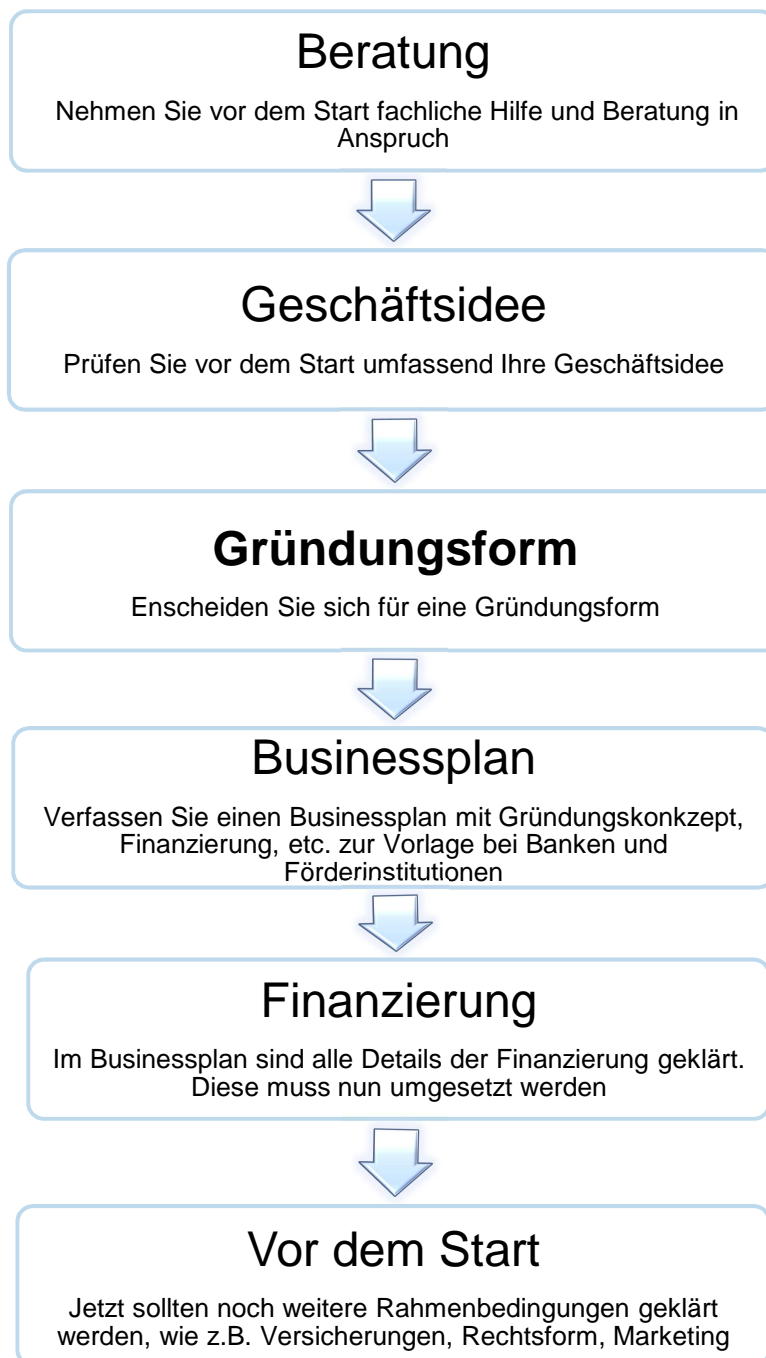 Beratung
Nehmen Sie vor dem Start fachliche Hilfe und Beratung in
Anspruch
Geschäftsidee
Prüfen Sie vor dem Start umfassend Ihre Geschäftsidee
Gründungsform
Enscheiden Sie sich für eine Gründungsform
Businessplan
Verfassen Sie einen Businessplan mit Gründungskonkzept,
Finanzierung, etc. zur Vorlage bei Banken und
Förderinstitutionen
Finanzierung
Im Businessplan sind alle Details der Finanzierung geklärt.
Diese muss nun umgesetzt werden
Vor dem Start
Jetzt sollten noch weitere Rahmenbedingungen geklärt
werden, wie z.B. Versicherungen, Rechtsform, Marketing